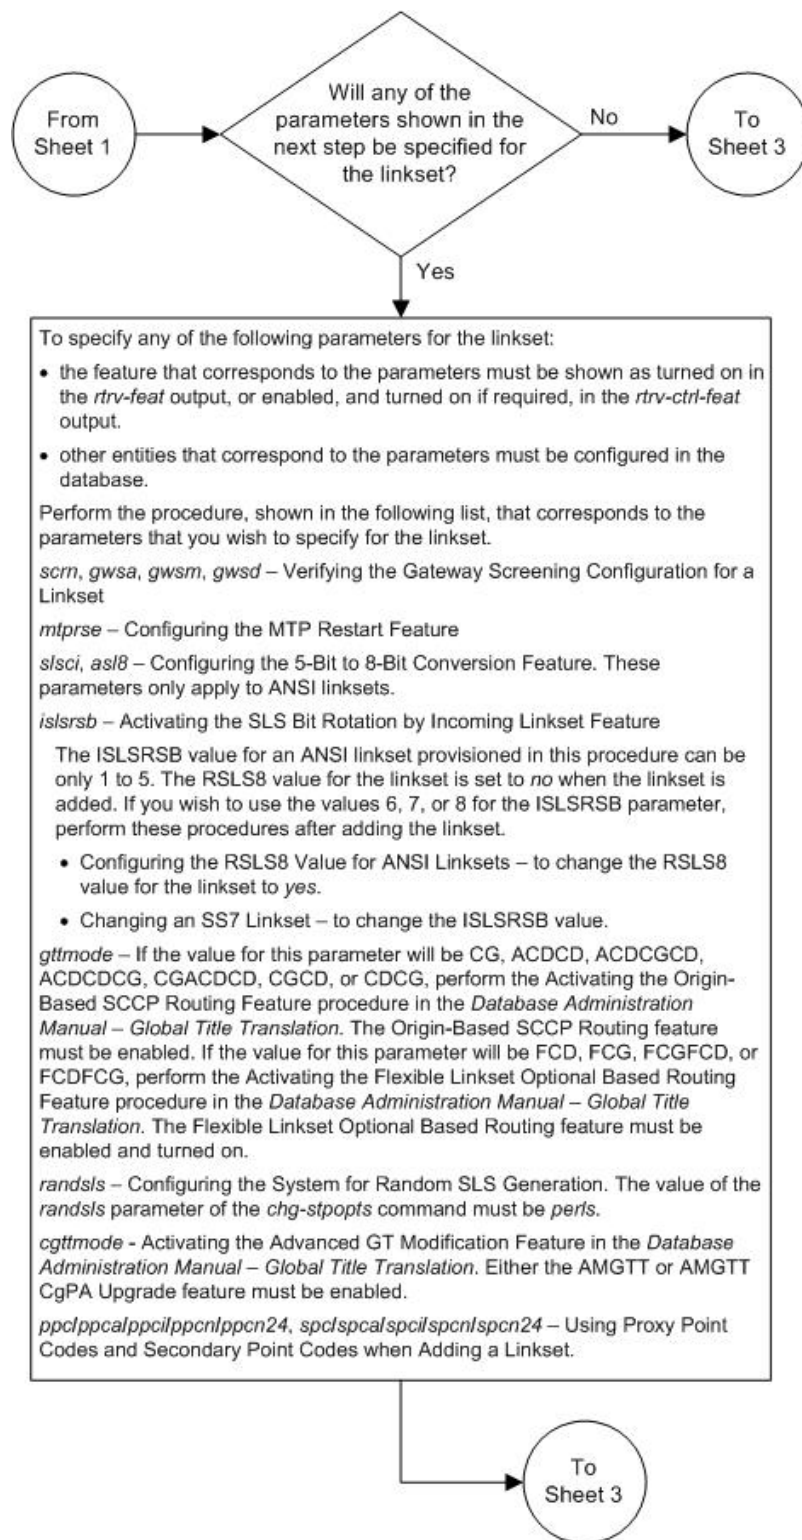 From
Sheet 1
Will any of the
parameters shown in the
next step be specified for
the linkset?
No
To
Sheet 3
Yes
To specify any of the following parameters for the linkset:
• the feature that corresponds to the parameters must be shown as turned on in
the rtrv-feat output, or enabled, and turned on if required, in the rtrv-ctrl-feat
output.
• other entities that correspond to the parameters must be configured in the
database.
Perform the procedure, shown in the following list, that corresponds to the
parameters that you wish to specify for the linkset.
scrn, gwsa, gwsm, gwsd – Verifying the Gateway Screening Configuration for a
Linkset
mtprse – Configuring the MTP Restart Feature
slsci, asl8 – Configuring the 5-Bit to 8-Bit Conversion Feature. These
parameters only apply to ANSI linksets.
islsrsb – Activating the SLS Bit Rotation by Incoming Linkset Feature
The ISLSRSB value for an ANSI linkset provisioned in this procedure can be
only 1 to 5. The RSLS8 value for the linkset is set to no when the linkset is
added. If you wish to use the values 6, 7, or 8 for the ISLSRSB parameter,
perform these procedures after adding the linkset.
• Configuring the RSLS8 Value for ANSI Linksets – to change the RSLS8
value for the linkset to yes.
• Changing an SS7 Linkset – to change the ISLSRSB value.
gttmode – If the value for this parameter will be CG, ACDCD, ACDCGCD,
ACDCDCG, CGACDCD, CGCD, or CDCG, perform the Activating the Origin-
Based SCCP Routing Feature procedure in the Database Administration
Manual – Global Title Translation. The Origin-Based SCCP Routing feature
must be enabled. If the value for this parameter will be FCD, FCG, FCGFCD, or
FCDFCG, perform the Activating the Flexible Linkset Optional Based Routing
Feature procedure in the Database Administration Manual – Global Title
Translation. The Flexible Linkset Optional Based Routing feature must be
enabled and turned on.
randsls – Configuring the System for Random SLS Generation. The value of the
randsls parameter of the chg-stpopts command must be perls.
cgttmode - Activating the Advanced GT Modification Feature in the Database
Administration Manual – Global Title Translation. Either the AMGTT or AMGTT
CgPA Upgrade feature must be enabled.
ppc/ppca/ppci/ppcn/ppcn24, spc/spca/spci/spcn/spcn24 – Using Proxy Point
Codes and Secondary Point Codes when Adding a Linkset.
To
Sheet 3